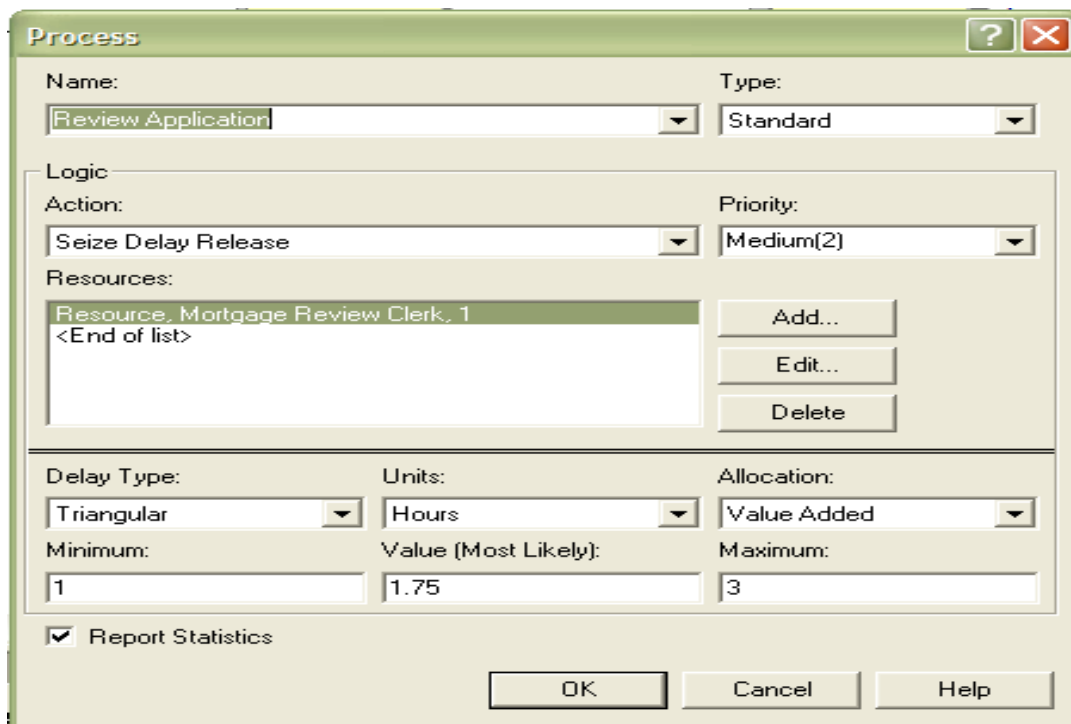 Process
Name: Type:
Review Application Standard
Logic
Action: Priority:
Seize Delay Release Medium(2)
Resources:
Resource, Mortgage Review Clerk, 1 Add...
<End of list>
Edit...
Delete
Delay Type: Units: Allocation:
Triangular Hours Value Added
Minimum: Value (Most Likely): Maximum:
1 1.75 3
Report Statistics
OK Cancel Help